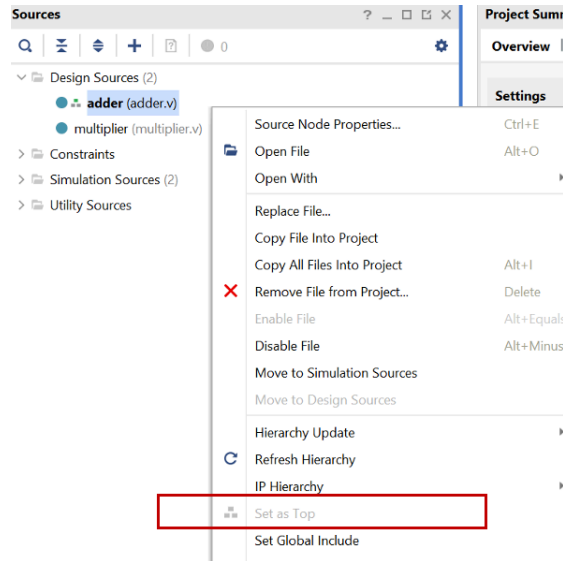 Sources
? _
Project Summ
0
Overview
Design Sources (2)
adder (adder.v)
Settings
multiplier (multiplier.v)
Constraints
Simulation Sources (2)
Utility Sources
Source Node Properties... Ctrl+E
Open File Alt+O
Open With
Replace File...
Copy File Into Project
Copy All Files Into Project Alt+I
Remove File from Project... Delete
Enable File Alt+Equals
Disable File Alt+Minus
Move to Simulation Sources
Move to Design Sources
Hierarchy Update
Refresh Hierarchy
IP Hierarchy
Set as Top
Set Global Include